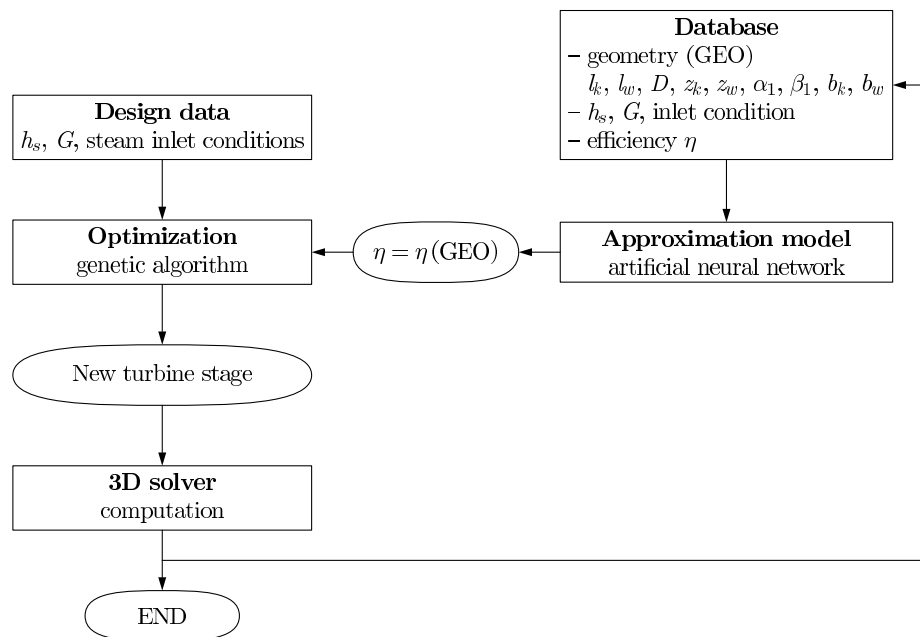 Database
– geometry (GEO)
l_k, l_w, D, z_k, z_w, α_1, β_1, b_k, b_w
– h_s, G, inlet condition
– efficiency η
Design data
h_s, G, steam inlet conditions
Optimization
genetic algorithm
η = η (GEO)
Approximation model
artificial neural network
New turbine stage
3D solver
computation
END